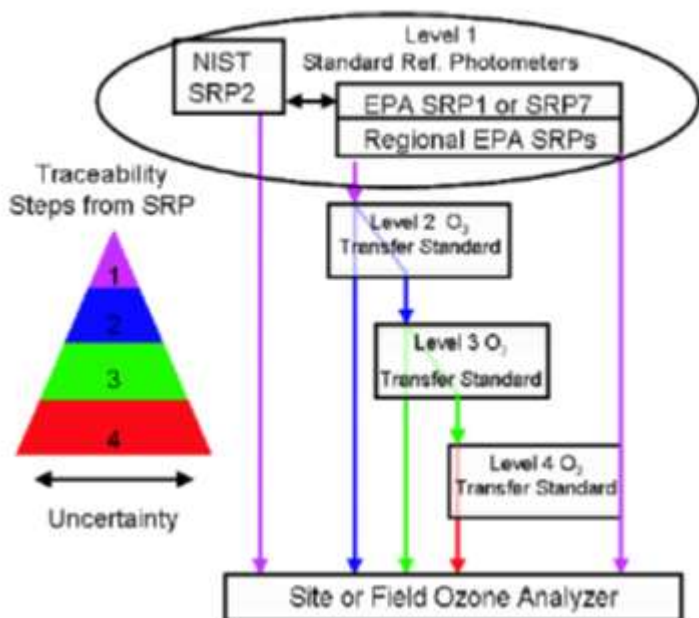 Level 1
Standard Ref. Photometers
NIST
SRP2
EPA SRP1 or SRP7
Regional EPA SRPs
Traceability
Steps from SRP
1
2
3
4
Uncertainty
Level 2 O₃
Transfer Standard
Level 3 O₃
Transfer Standard
Level 4 O₃
Transfer Standard
Site or Field Ozone Analyzer